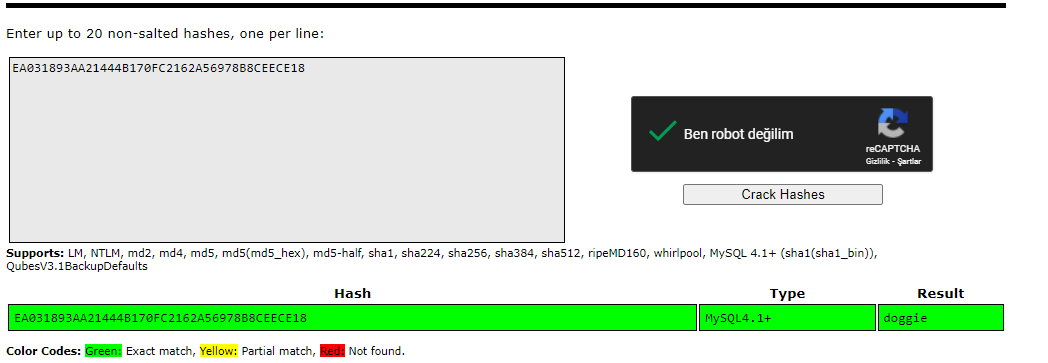 Enter up to 20 non-salted hashes, one per line:
EA031893AA21444B170FC2162A56978B8CEECE18
Ben robot değilim
reCAPTCHA
Gizlilik - Şartlar
Crack Hashes
Supports: LM, NTLM, md2, md4, md5, md5(md5_hex), md5-half, sha1, sha224, sha256, sha384, sha512, ripeMD160, whirlpool, MySQL 4.1+ (sha1(sha1_bin)),
QubesV3.1BackupDefaults
Hash Type Result
EA031893AA21444B170FC2162A56978B8CEECE18 MySQL4.1+ doggie
Color Codes: Green: Exact match, Yellow: Partial match, Red: Not found.